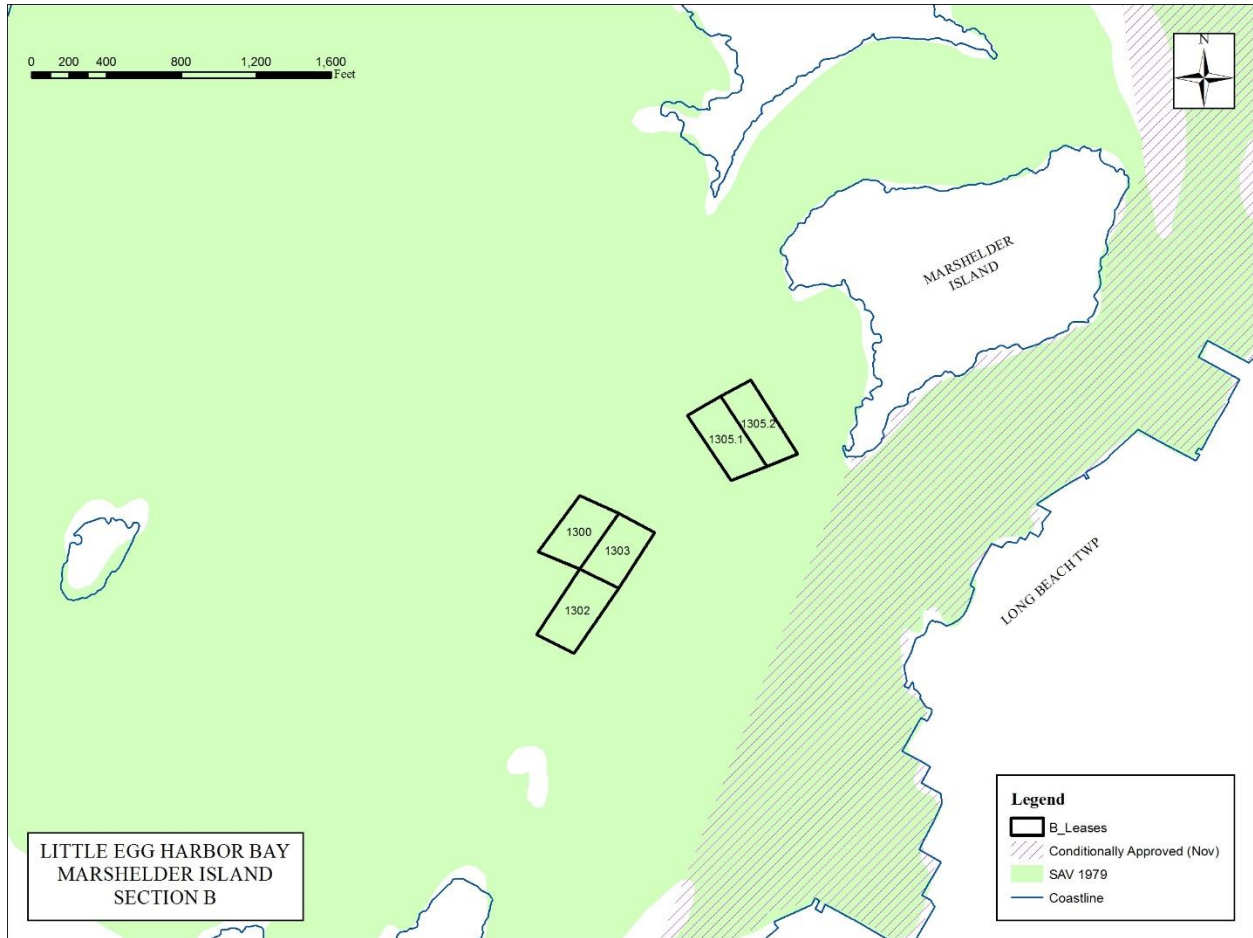 0 200 400 800 1,200 1,600
Feet
N
MARSHELDER
ISLAND
1305.2
1305.1
1300
1303
1302
LONG BEACH TWP
LITTLE EGG HARBOR BAY
MARSHELDER ISLAND
SECTION B
Legend
B_Leases
Conditionally Approved (Nov)
SAV 1979
Coastline